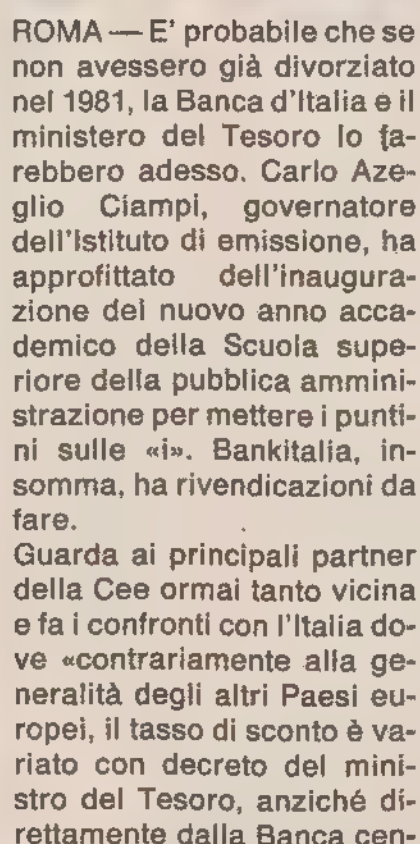 ROMA — E' probabile che se
non avessero già divorziato
nel 1981, la Banca d'Italia e il
ministero del Tesoro lo fa-
rebbero adesso. Carlo Aze-
glio Ciampi, governatore
dell'Istituto di emissione, ha
approfittato dell'inaugura-
zione del nuovo anno acca-
demico della Scuola supe-
riore della pubblica ammini-
strazione per mettere i punti-
ni sulle «i». Bankitalia, in-
somma, ha rivendicazioni da
fare.
Guarda ai principali partner
della Cee ormai tanto vicina
e fa i confronti con l'Italia do-
ve «contrariamente alla ge-
neralità degli altri Paesi eu-
ropei, il tasso di sconto è va-
riato con decreto del mini-
stro del Tesoro, anziché di-
rettamente dalla Banca cen-